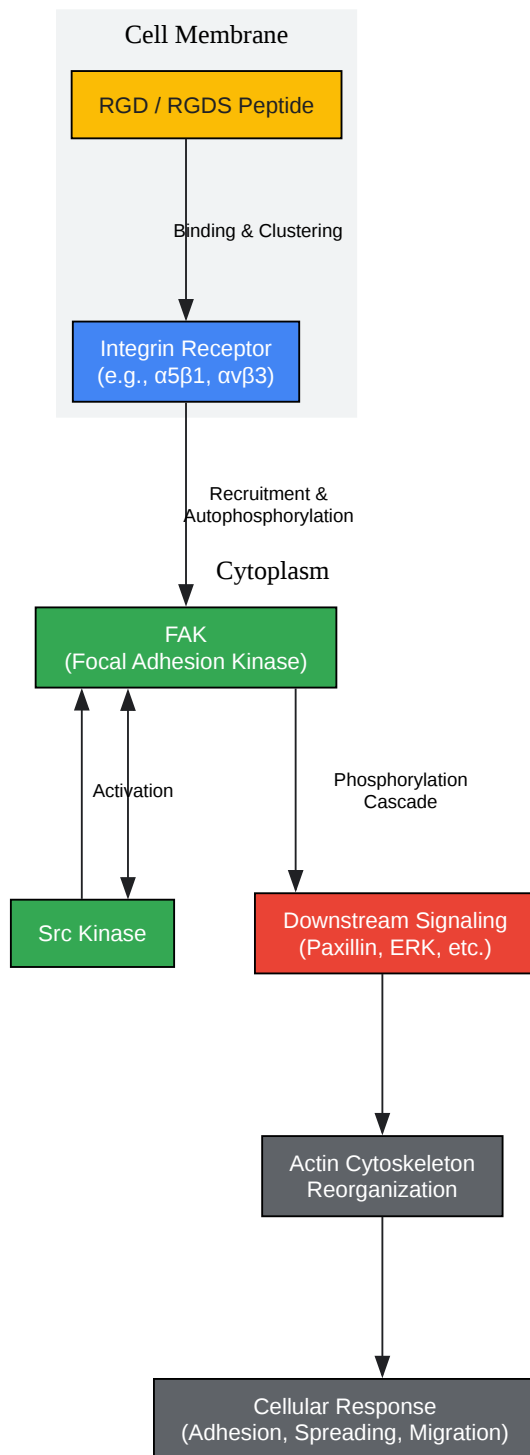 Cell Membrane
RGD / RGDS Peptide
Binding & Clustering
Integrin Receptor
(e.g., α5β1, αvβ3)
Recruitment &
Autophosphorylation
Cytoplasm
FAK
(Focal Adhesion Kinase)
Activation
Phosphorylation
Cascade
Src Kinase
Downstream Signaling
(Paxillin, ERK, etc.)
Actin Cytoskeleton
Reorganization
Cellular Response
(Adhesion, Spreading, Migration)